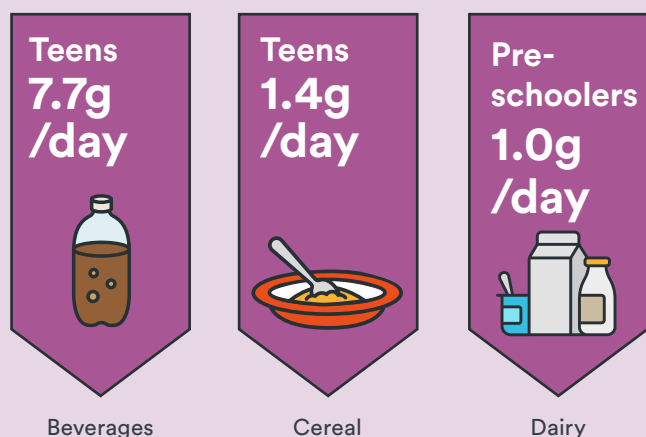 Teens
7.7g
/day
Beverages
Teens
1.4g
/day
Cereal
Pre-
schoolers
1.0g
/day
Dairy